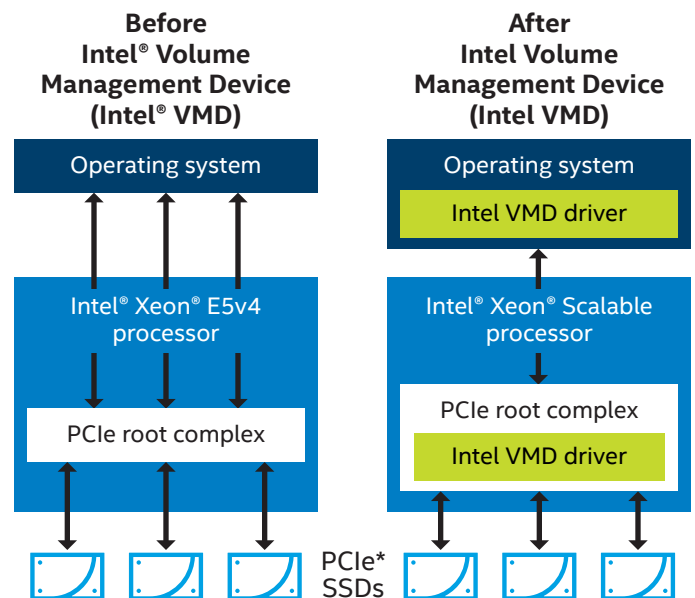 Before
Intel® Volume
Management Device
(Intel® VMD)
Operating system
Intel® Xeon® E5v4
processor
PCIe root complex
After
Intel Volume
Management Device
(Intel VMD)
Operating system
Intel VMD driver
Intel® Xeon® Scalable
processor
PCIe root complex
Intel VMD driver
PCIe*
SSDs